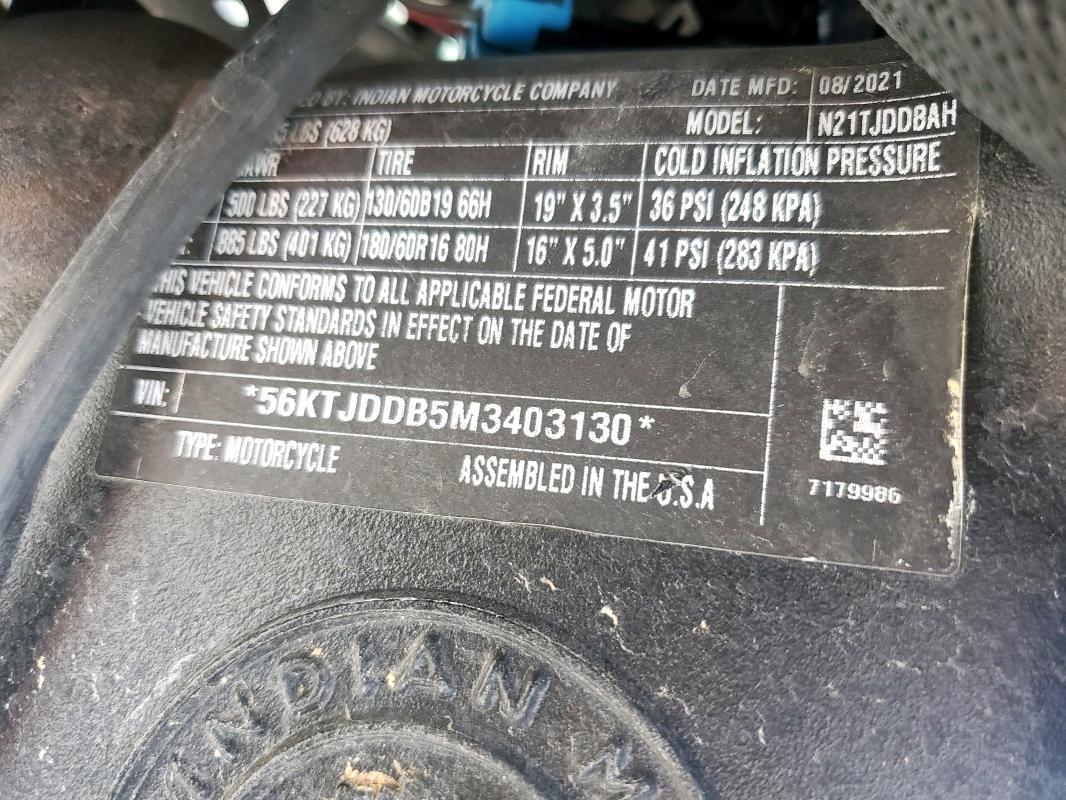 BY: INDIAN MOTORCYCLE COMPANY DATE MFD: 08/2021
LBS (628 KG) MODEL: N21TJDDBAH
TIRE RIM COLD INFLATION PRESSURE
500 LBS (227 KG) 130/60B19 66H 19" X 3.5" 36 PSI (248 KPA)
885 LBS (401 KG) 180/60R16 80H 16" X 5.0" 41 PSI (283 KPA)
THIS VEHICLE CONFORMS TO ALL APPLICABLE FEDERAL MOTOR
VEHICLE SAFETY STANDARDS IN EFFECT ON THE DATE OF
MANUFACTURE SHOWN ABOVE
VIN: *56KTJDDB5M3403130*
TYPE: MOTORCYCLE ASSEMBLED IN THE U.S.A
7179986
INDIAN M